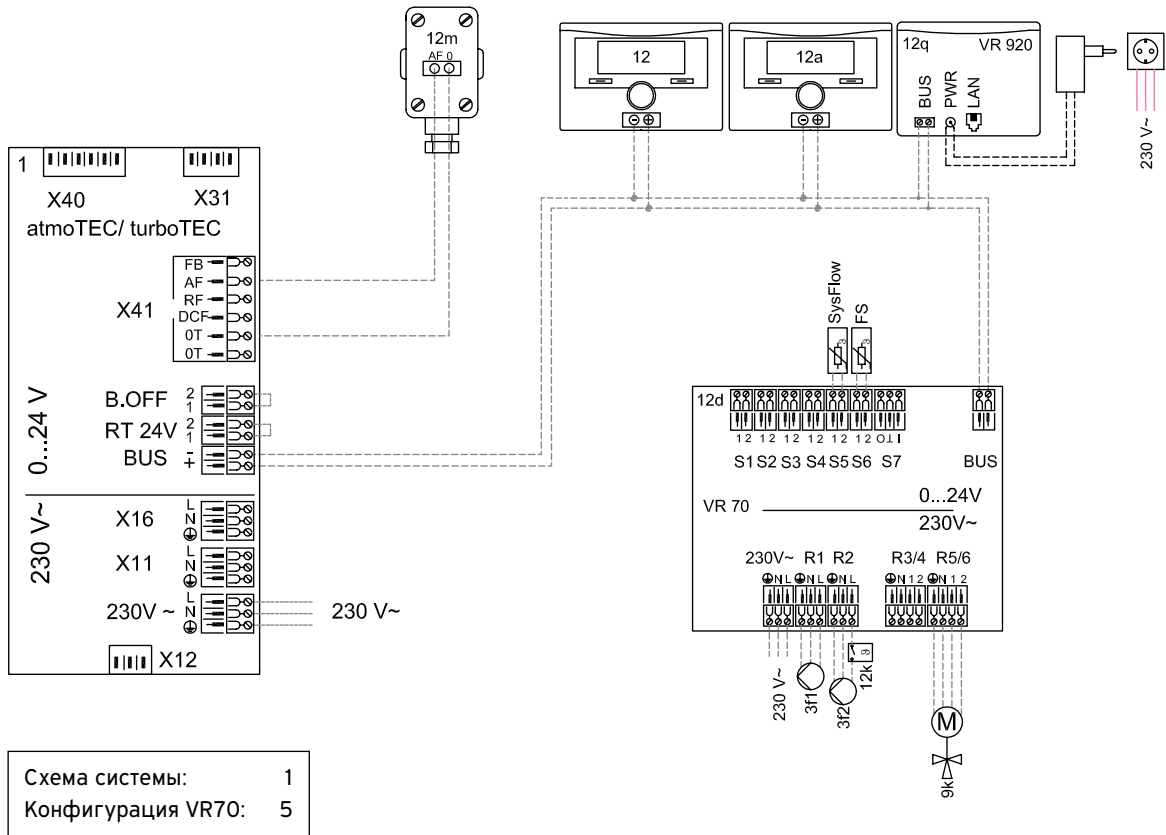 12m
AF 0
12
12a
12q
VR 920
BUS
PWR
LAN
230 V~
1
X40
X31
atmoTEC/ turboTEC
X41
FB
AF
RF
DCF
0T
0T
0...24 V
B.OFF
2
1
RT 24V
2
1
BUS
-
+
230 V~
X16
L
N
X11
L
N
230V ~
L
N
230 V~
X12
SysFlow
FS
12d
1 2
1 2
1 2
1 2
1 2
1 2
O ⊥ I
S1 S2 S3 S4 S5 S6 S7
BUS
VR 70
0...24V
230V~
230V~ R1 R2
R3/4 R5/6
N L
N L
N L
N 1 2
N 1 2
230 V~
3f1
3f2
12k
M
9k
Схема системы: 1
Конфигурация VR70: 5